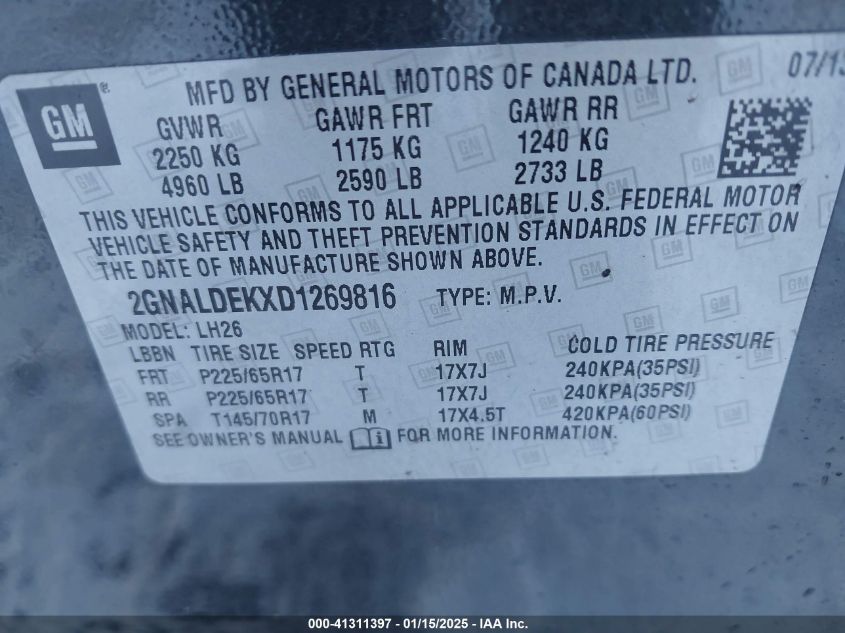 MFD BY GENERAL MOTORS OF CANADA LTD. 07/13
GM
GVWR GAWR FRT GAWR RR
2250 KG 1175 KG 1240 KG
4960 LB 2590 LB 2733 LB
THIS VEHICLE CONFORMS TO ALL APPLICABLE U.S. FEDERAL MOTOR
VEHICLE SAFETY AND THEFT PREVENTION STANDARDS IN EFFECT ON
THE DATE OF MANUFACTURE SHOWN ABOVE.
2GNALDEKXD1269816 TYPE: M.P.V.
MODEL: LH26
LBBN TIRE SIZE SPEED RTG RIM COLD TIRE PRESSURE
FRT P225/65R17 T 17X7J 240KPA(35PSI)
RR P225/65R17 T 17X7J 240KPA(35PSI)
SPA T145/70R17 M 17X4.5T 420KPA(60PSI)
SEE OWNER'S MANUAL FOR MORE INFORMATION.
000-41311397 - 01/15/2025 - IAA Inc.